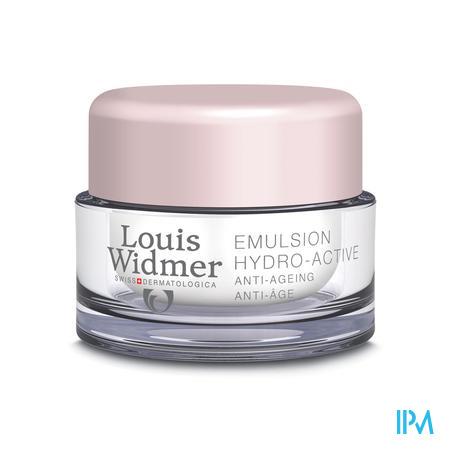 Louis
Widmer
SWISS DERMATOLOGICA
EMULSION
HYDRO-ACTIVE
ANTI-AGEING
ANTI-ÂGE
IPM